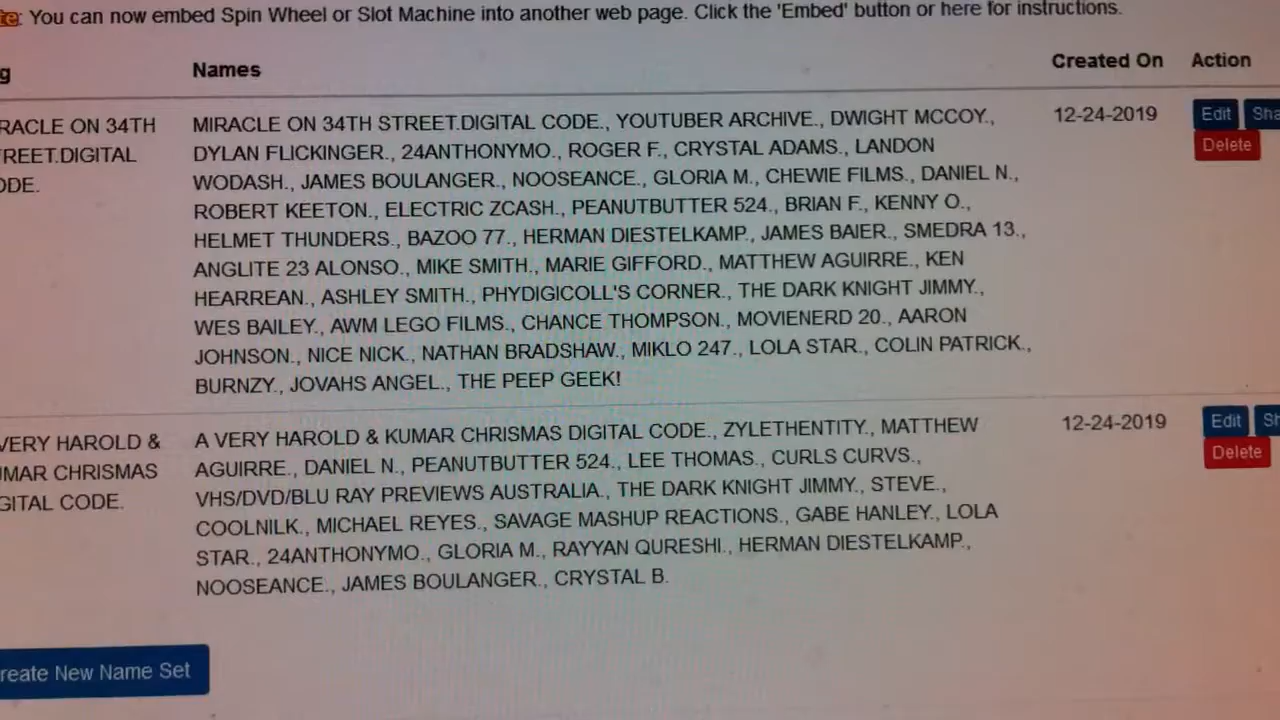 : You can now embed Spin Wheel or Slot Machine into another web page. Click the 'Embed' button or here for instructions.
g Names Created On Action
RACLE ON 34TH
REET.DIGITAL
ODE.
MIRACLE ON 34TH STREET.DIGITAL CODE., YOUTUBER ARCHIVE., DWIGHT MCCOY.,
DYLAN FLICKINGER., 24ANTHONYMO., ROGER F., CRYSTAL ADAMS., LANDON
WODASH., JAMES BOULANGER., NOOSEANCE., GLORIA M., CHEWIE FILMS., DANIEL N.,
ROBERT KEETON., ELECTRIC ZCASH., PEANUTBUTTER 524., BRIAN F., KENNY O.,
HELMET THUNDERS., BAZOO 77., HERMAN DIESTELKAMP., JAMES BAIER., SMEDRA 13.,
ANGLITE 23 ALONSO., MIKE SMITH., MARIE GIFFORD., MATTHEW AGUIRRE., KEN
HEARREAN., ASHLEY SMITH., PHYDIGICOLL'S CORNER., THE DARK KNIGHT JIMMY.,
WES BAILEY., AWM LEGO FILMS., CHANCE THOMPSON., MOVIENERD 20., AARON
JOHNSON., NICE NICK., NATHAN BRADSHAW., MIKLO 247., LOLA STAR., COLIN PATRICK.,
BURNZY., JOVAHS ANGEL., THE PEEP GEEK!
12-24-2019
Edit Sha
Delete
VERY HAROLD &
MAR CHRISMAS
GITAL CODE.
A VERY HAROLD & KUMAR CHRISMAS DIGITAL CODE., ZYLETHENTITY., MATTHEW
AGUIRRE., DANIEL N., PEANUTBUTTER 524., LEE THOMAS., CURLS CURVS.,
VHS/DVD/BLU RAY PREVIEWS AUSTRALIA., THE DARK KNIGHT JIMMY., STEVE.,
COOLNILK., MICHAEL REYES., SAVAGE MASHUP REACTIONS., GABE HANLEY., LOLA
STAR., 24ANTHONYMO., GLORIA M., RAYYAN QURESHI., HERMAN DIESTELKAMP.,
NOOSEANCE., JAMES BOULANGER., CRYSTAL B.
12-24-2019
Edit Sh
Delete
reate New Name Set